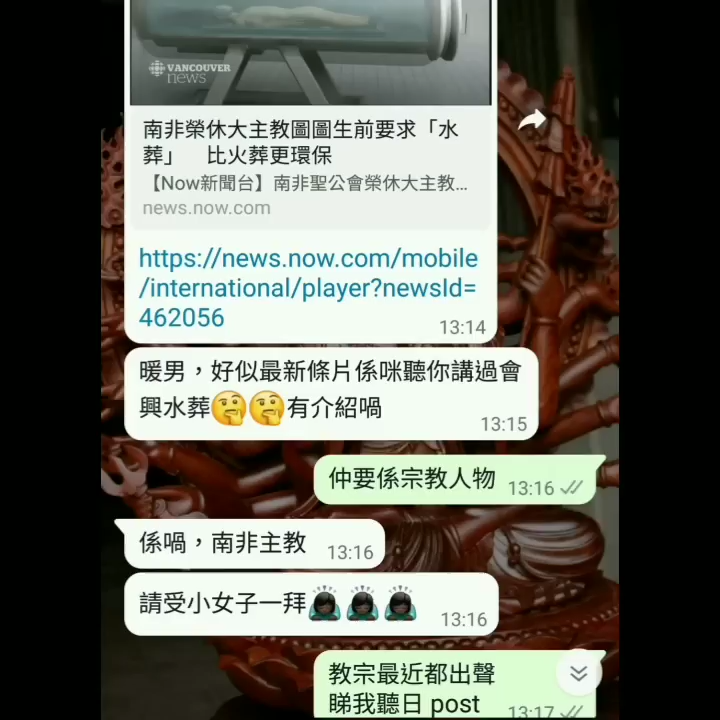 VANCOUVER
news
南非榮休大主教圖圖生前要求「水
葬」 比火葬更環保
【Now新聞台】南非聖公會榮休大主教...
news.now.com
https://news.now.com/mobile
/international/player?newsId=
462056
13:14
暖男，好似最新條片係咪聽你講過會
興水葬🤔🤔有介紹喎
13:15
仲要係宗教人物 13:16
係喎，南非主教 13:16
請受小女子一拜🙇🏿🙇🏿🙇🏿 13:16
教宗最近都出聲
睇我聽日 post 13:17